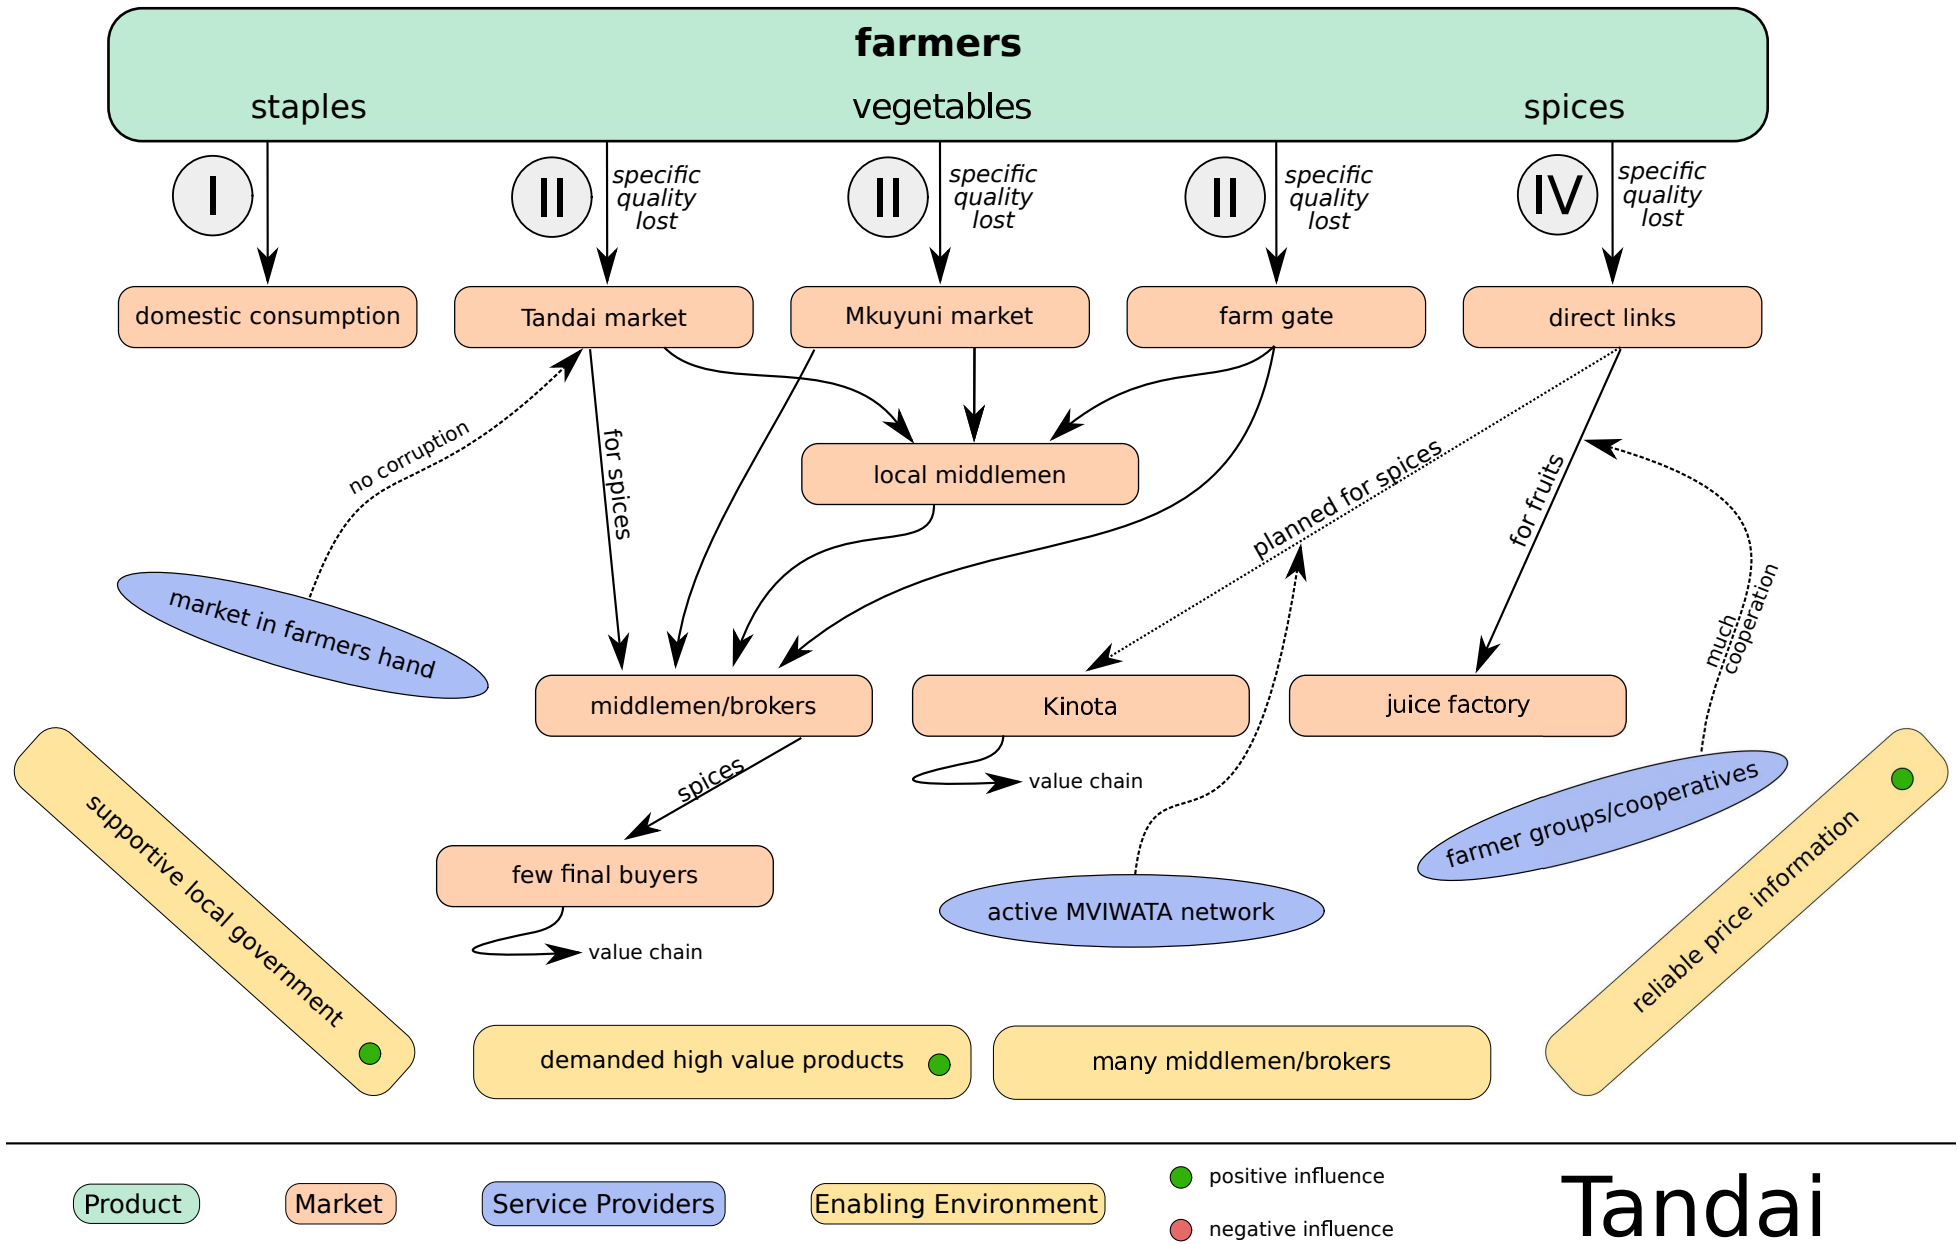 farmers
staples
vegetables
spices
I
II
specific
quality
lost
II
specific
quality
lost
II
specific
quality
lost
IV
specific
quality
lost
domestic consumption
Tandai market
Mkuyuni market
farm gate
direct links
no corruption
for spices
local middlemen
planned for spices
for fruits
market in farmers hand
much
cooperation
middlemen/brokers
Kinota
juice factory
spices
value chain
farmer groups/cooperatives
supportive local government
few final buyers
active MVIWATA network
reliable price information
value chain
demanded high value products
many middlemen/brokers
Product
Market
Service Providers
Enabling Environment
positive influence
negative influence
Tandai